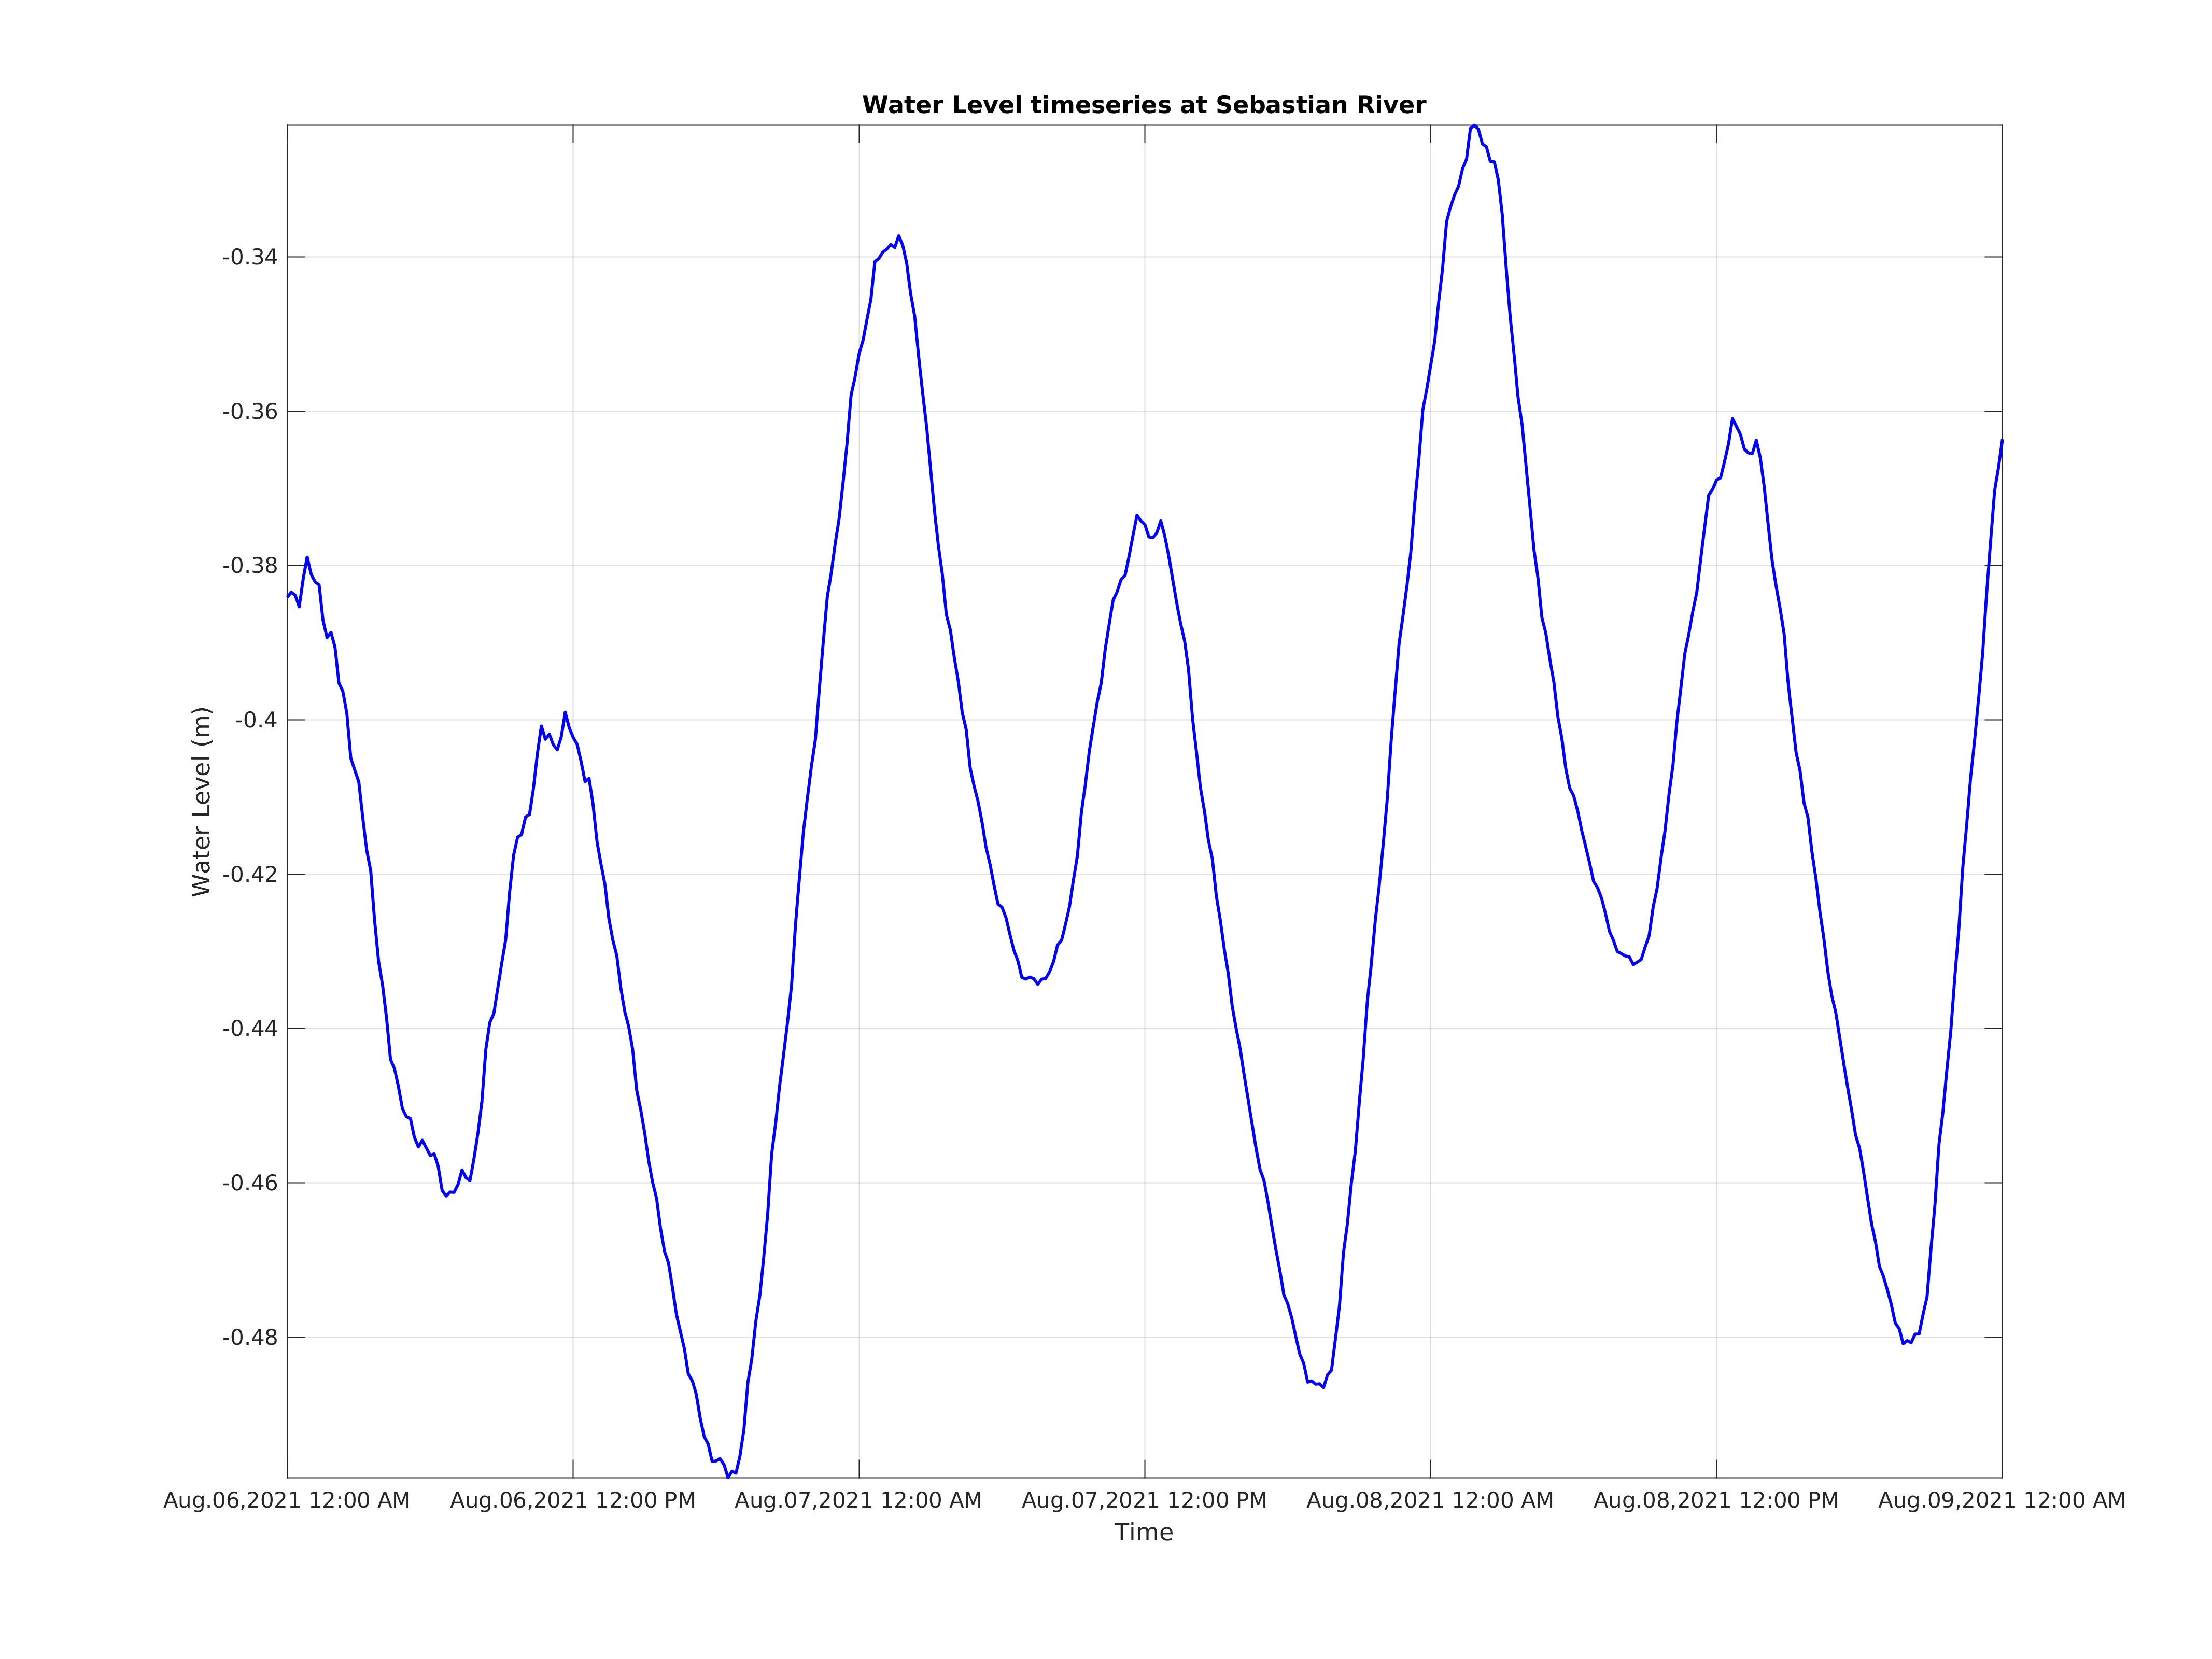 Water Level timeseries at Sebastian River
-0.34
-0.36
-0.38
-0.4
-0.42
-0.44
-0.46
-0.48
Water Level (m)
Aug.06,2021 12:00 AM Aug.06,2021 12:00 PM Aug.07,2021 12:00 AM Aug.07,2021 12:00 PM Aug.08,2021 12:00 AM Aug.08,2021 12:00 PM Aug.09,2021 12:00 AM
Time